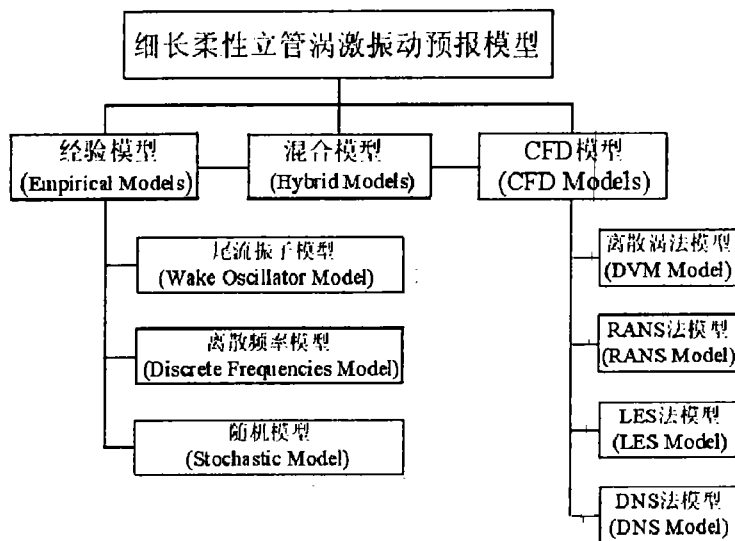 细长柔性立管涡激振动预报模型
经验模型
(Empirical Models)
混合模型
(Hybrid Models)
CFD模型
(CFD Models)
尾流振子模型
(Wake Oscillator Model)
离散频率模型
(Discrete Frequencies Model)
随机模型
(Stochastic Model)
离散涡法模型
(DVM Model)
RANS法模型
(RANS Model)
LES法模型
(LES Model)
DNS法模型
(DNS Model)